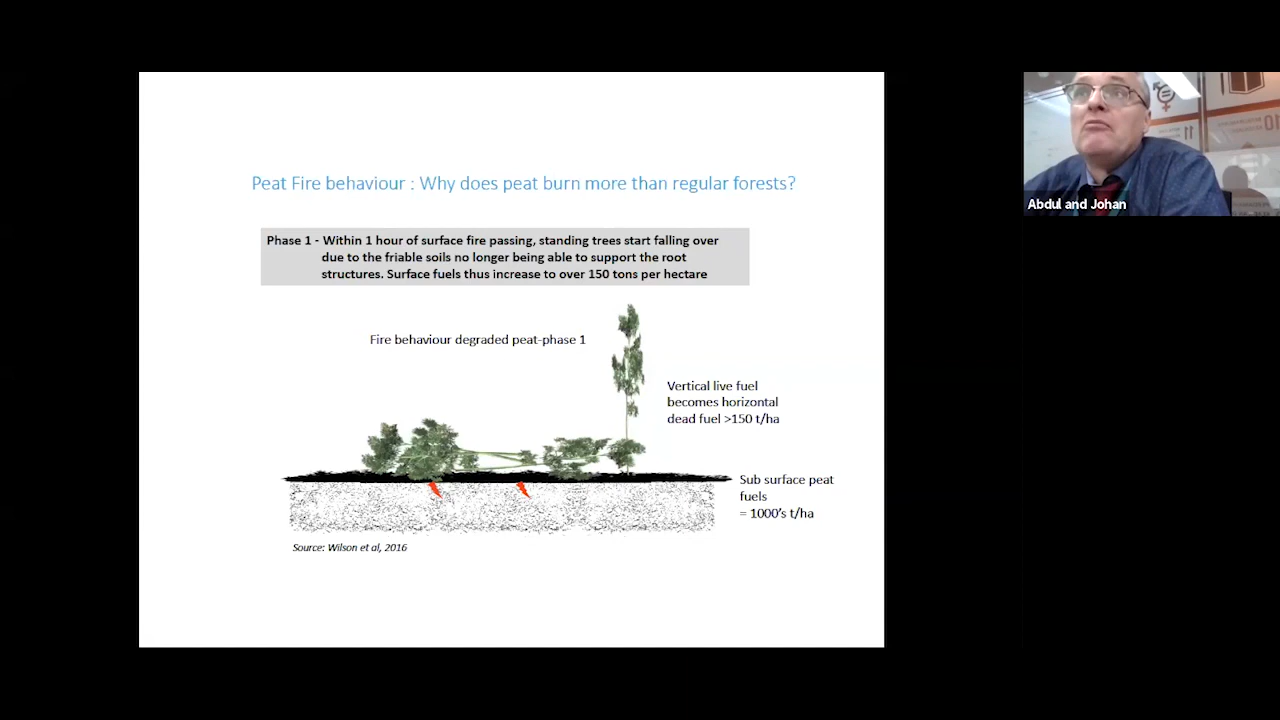 Peat Fire behaviour : Why does peat burn more than regular forests?
Phase 1 - Within 1 hour of surface fire passing, standing trees start falling over
due to the friable soils no longer being able to support the root
structures. Surface fuels thus increase to over 150 tons per hectare
Fire behaviour degraded peat-phase 1
Vertical live fuel
becomes horizontal
dead fuel >150 t/ha
Sub surface peat
fuels
= 1000's t/ha
Source: Wilson et al, 2016
Abdul and Johan